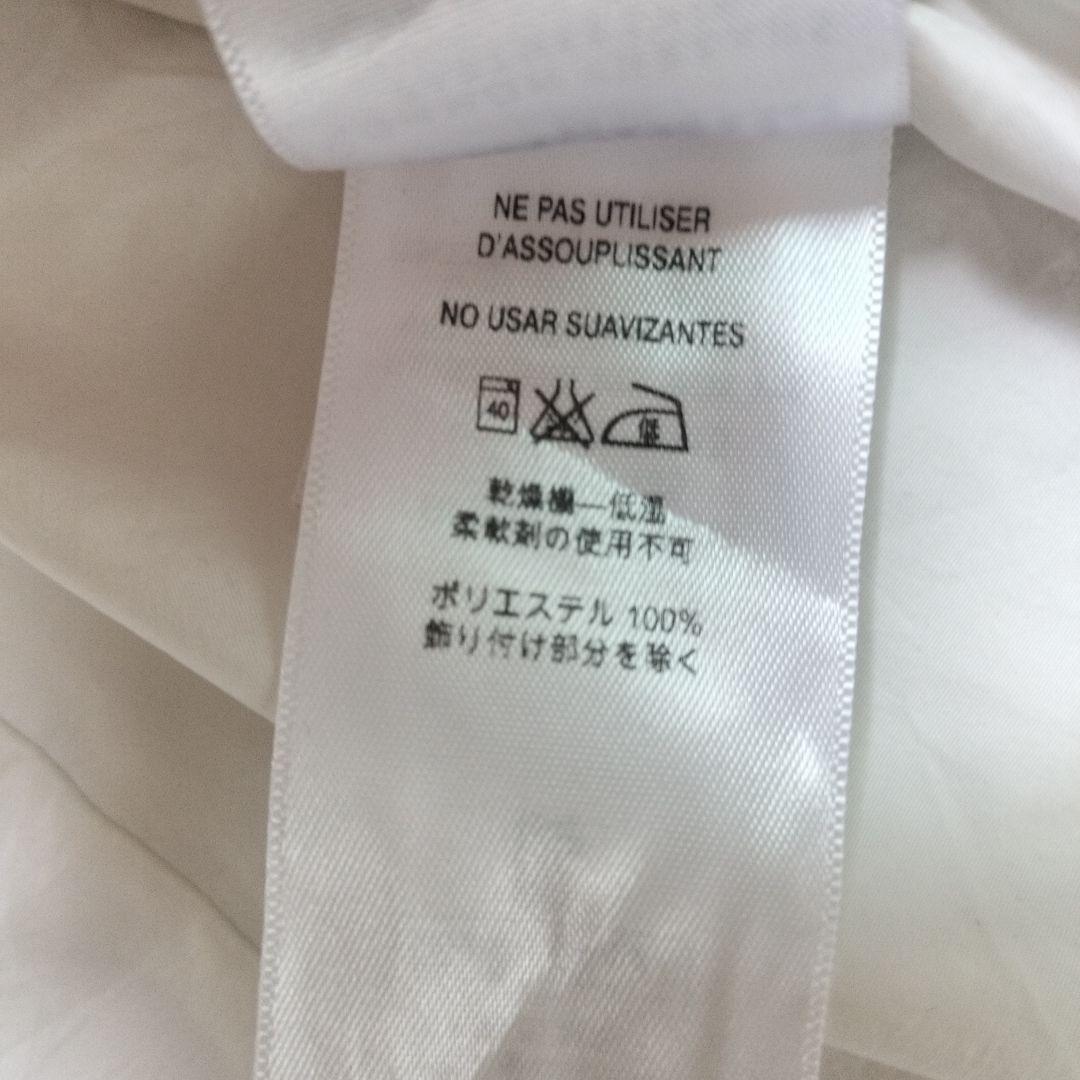 NE PAS UTILISER
D'ASSOUPLISSANT
NO USAR SUAVIZANTES
40 低
乾燥機—低温
柔軟剤の使用不可
ポリエステル 100%
飾り付け部分を除く